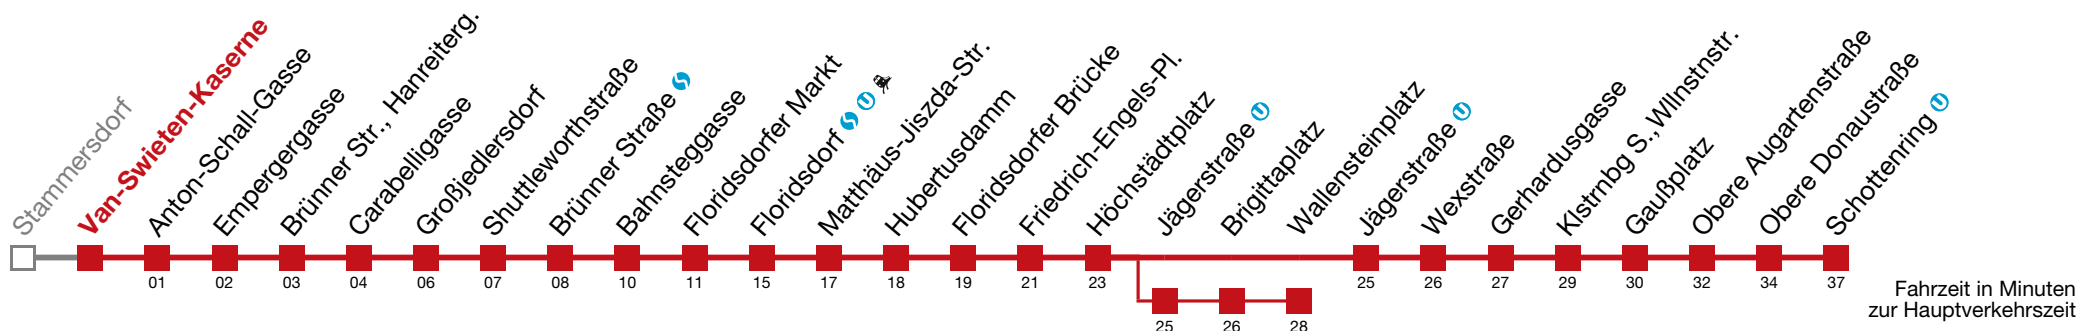 Stammersdorf
Van-Swieten-Kaserne
Anton-Schall-Gasse
Empergergasse
Brünner Str., Hanreiterg.
Carabelligasse
Großjedlersdorf
Shuttleworthstraße
Brünner Straße
Bahnsteggasse
Floridsdorfer Markt
Floridsdorf U
Matthäus-Jiszda-Str.
Hubertusdamm
Floridsdorfer Brücke
Friedrich-Engels-Pl.
Höchstädtplatz
Jägerstraße U
Brigittaplatz
Wallensteinplatz
Jägerstraße U
Wexstraße
Gerhardusgasse
Klstrnbg S., Wllnstnstr.
Gaußplatz
Obere Augartenstraße
Obere Donaustraße
Schottenring U
01 02 03 04 06 07 08 10 11 15 17 18 19 21 23 25 26 27 29 30 32 34 37
25 26 28
Fahrzeit in Minuten
zur Hauptverkehrszeit